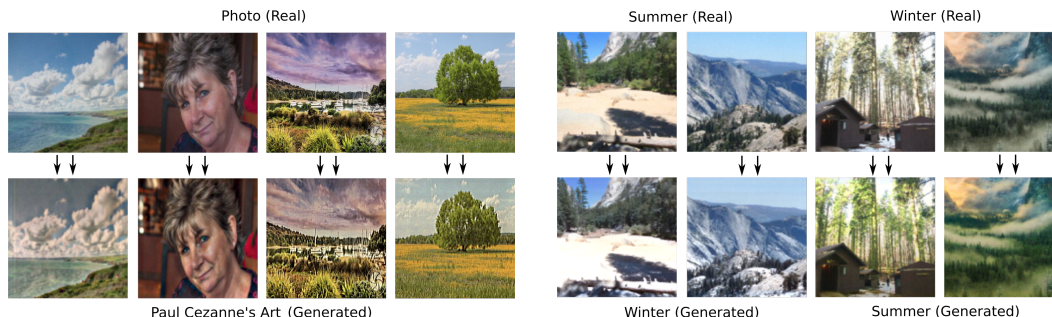 Photo (Real)
Summer (Real)
Winter (Real)
Paul Cezanne's Art (Generated)
Winter (Generated)
Summer (Generated)